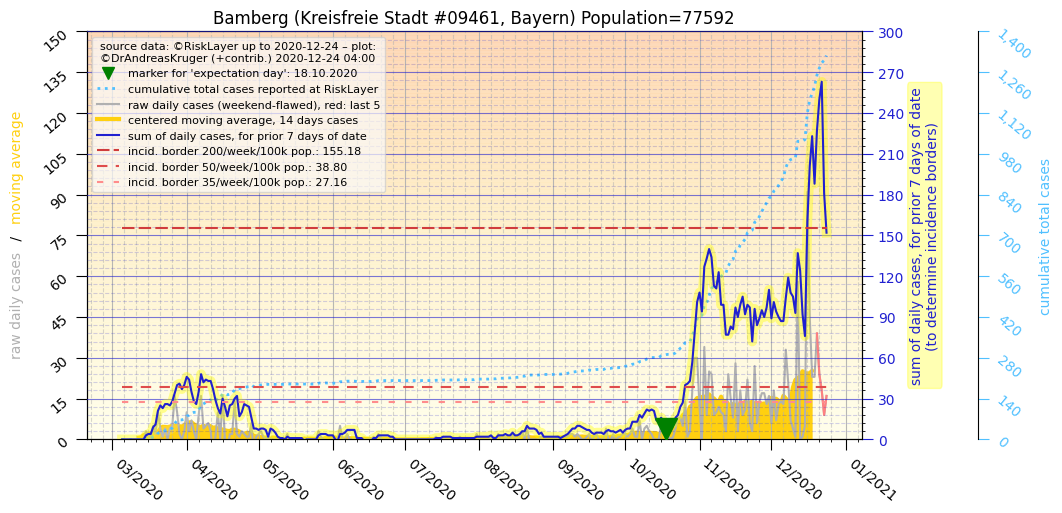 Bamberg (Kreisfreie Stadt #09461, Bayern) Population=77592
source data: ©RiskLayer up to 2020-12-24 – plot:
©DrAndreasKruger (+contrib.) 2020-12-24 04:00
marker for 'expectation day': 18.10.2020
cumulative total cases reported at RiskLayer
raw daily cases (weekend-flawed), red: last 5
centered moving average, 14 days cases
sum of daily cases, for prior 7 days of date
incid. border 200/week/100k pop.: 155.18
incid. border 50/week/100k pop.: 38.80
incid. border 35/week/100k pop.: 27.16
raw daily cases / moving average
150
135
120
105
90
75
60
45
30
15
0
03/2020
04/2020
05/2020
06/2020
07/2020
08/2020
09/2020
10/2020
11/2020
12/2020
01/2021
300
270
240
210
180
150
120
90
60
30
0
sum of daily cases, for prior 7 days of date
(to determine incidence borders)
1,400
1,260
1,120
980
840
700
560
420
280
140
0
cumulative total cases